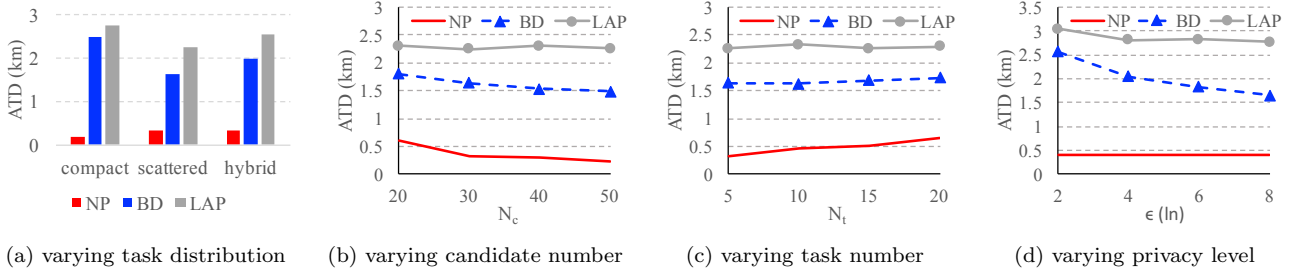 3
2
1
0
ATD (km)
compact scattered hybrid
NP BD LAP
(a) varying task distribution
3
2.5
2
1.5
1
0.5
0
ATD (km)
NP BD LAP
20 30 40 50
N_c
(b) varying candidate number
3
2.5
2
1.5
1
0.5
0
ATD (km)
NP BD LAP
5 10 15 20
N_t
(c) varying task number
3.5
3
2.5
2
1.5
1
0.5
0
ATD (km)
NP BD LAP
2 4 6 8
ϵ (ln)
(d) varying privacy level